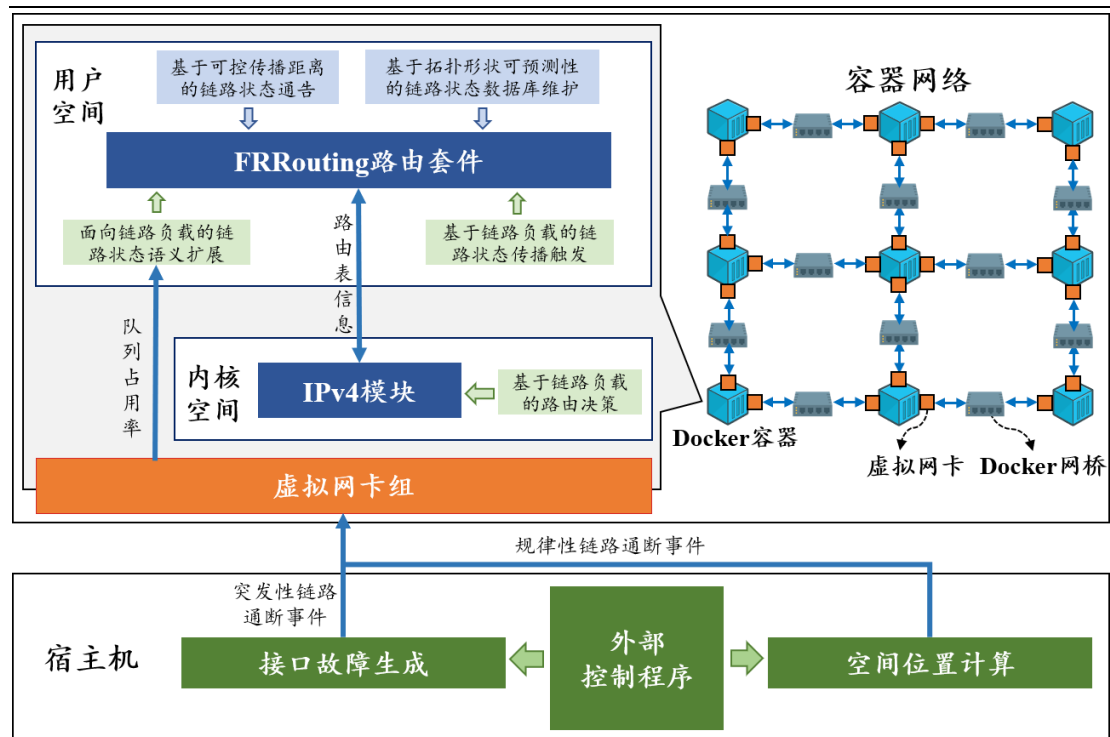 用户
空间
基于可控传播距离
的链路状态通告
基于拓扑形状可预测性
的链路状态数据库维护
FRRouting路由套件
面向链路负载的链
路状态语义扩展
基于链路负载的链
路状态传播触发
路由表信息
队列占用率
内核
空间
IPv4模块
基于链路负载
的路由决策
虚拟网卡组
容器网络
Docker容器
虚拟网卡
Docker网桥
规律性链路通断事件
突发性链路
通断事件
宿主机
接口故障生成
外部
控制程序
空间位置计算